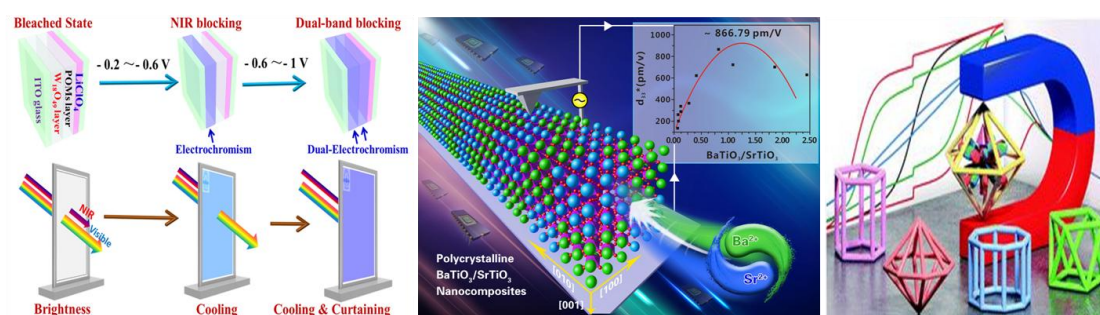 Bleached State
NIR blocking
Dual-band blocking
- 0.2 ～- 0.6 V
- 0.6～- 1 V
ITO glass
W₁₈O₄₉ layer
POMs layer
LiClO₄
Electrochromism
Dual-Electrochromism
NIR
Visible
Brightness
Cooling
Cooling & Curtaining
~ 866.79 pm/V
d₃₃*(pm/v)
1000
800
600
400
200
0.00 0.50 1.00 1.50 2.00 2.50
BaTiO₃/SrTiO₃
Polycrystalline
BaTiO₃/SrTiO₃
Nanocomposites
[010]
[100]
[001]
Ba²⁺
Sr²⁺